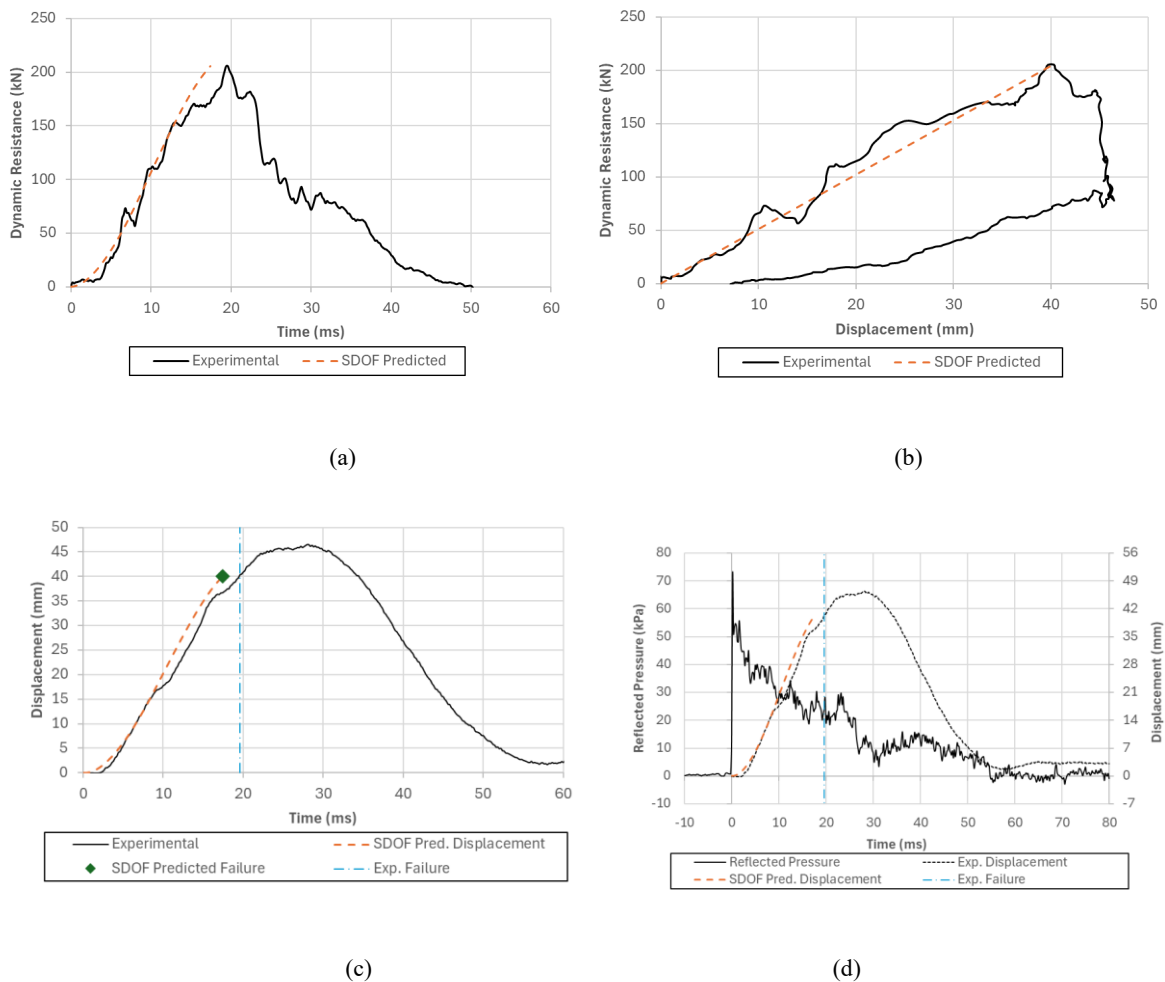 250
200
150
100
50
0
Dynamic Resistance (kN)
0 10 20 30 40 50 60
Time (ms)
Experimental SDOF Predicted
(a)
250
200
150
100
50
0
Dynamic Resistance (kN)
0 10 20 30 40 50
Displacement (mm)
Experimental SDOF Predicted
(b)
50
45
40
35
30
25
20
15
10
5
0
Displacement (mm)
0 10 20 30 40 50 60
Time (ms)
Experimental SDOF Pred. Displacement
SDOF Predicted Failure Exp. Failure
(c)
80
70
60
50
40
30
20
10
0
-10
Reflected Pressure (kPa)
56
49
42
35
28
21
14
7
0
-7
Displacement (mm)
-10 0 10 20 30 40 50 60 70 80
Time (ms)
Reflected Pressure Exp. Displacement
SDOF Pred. Displacement Exp. Failure
(d)